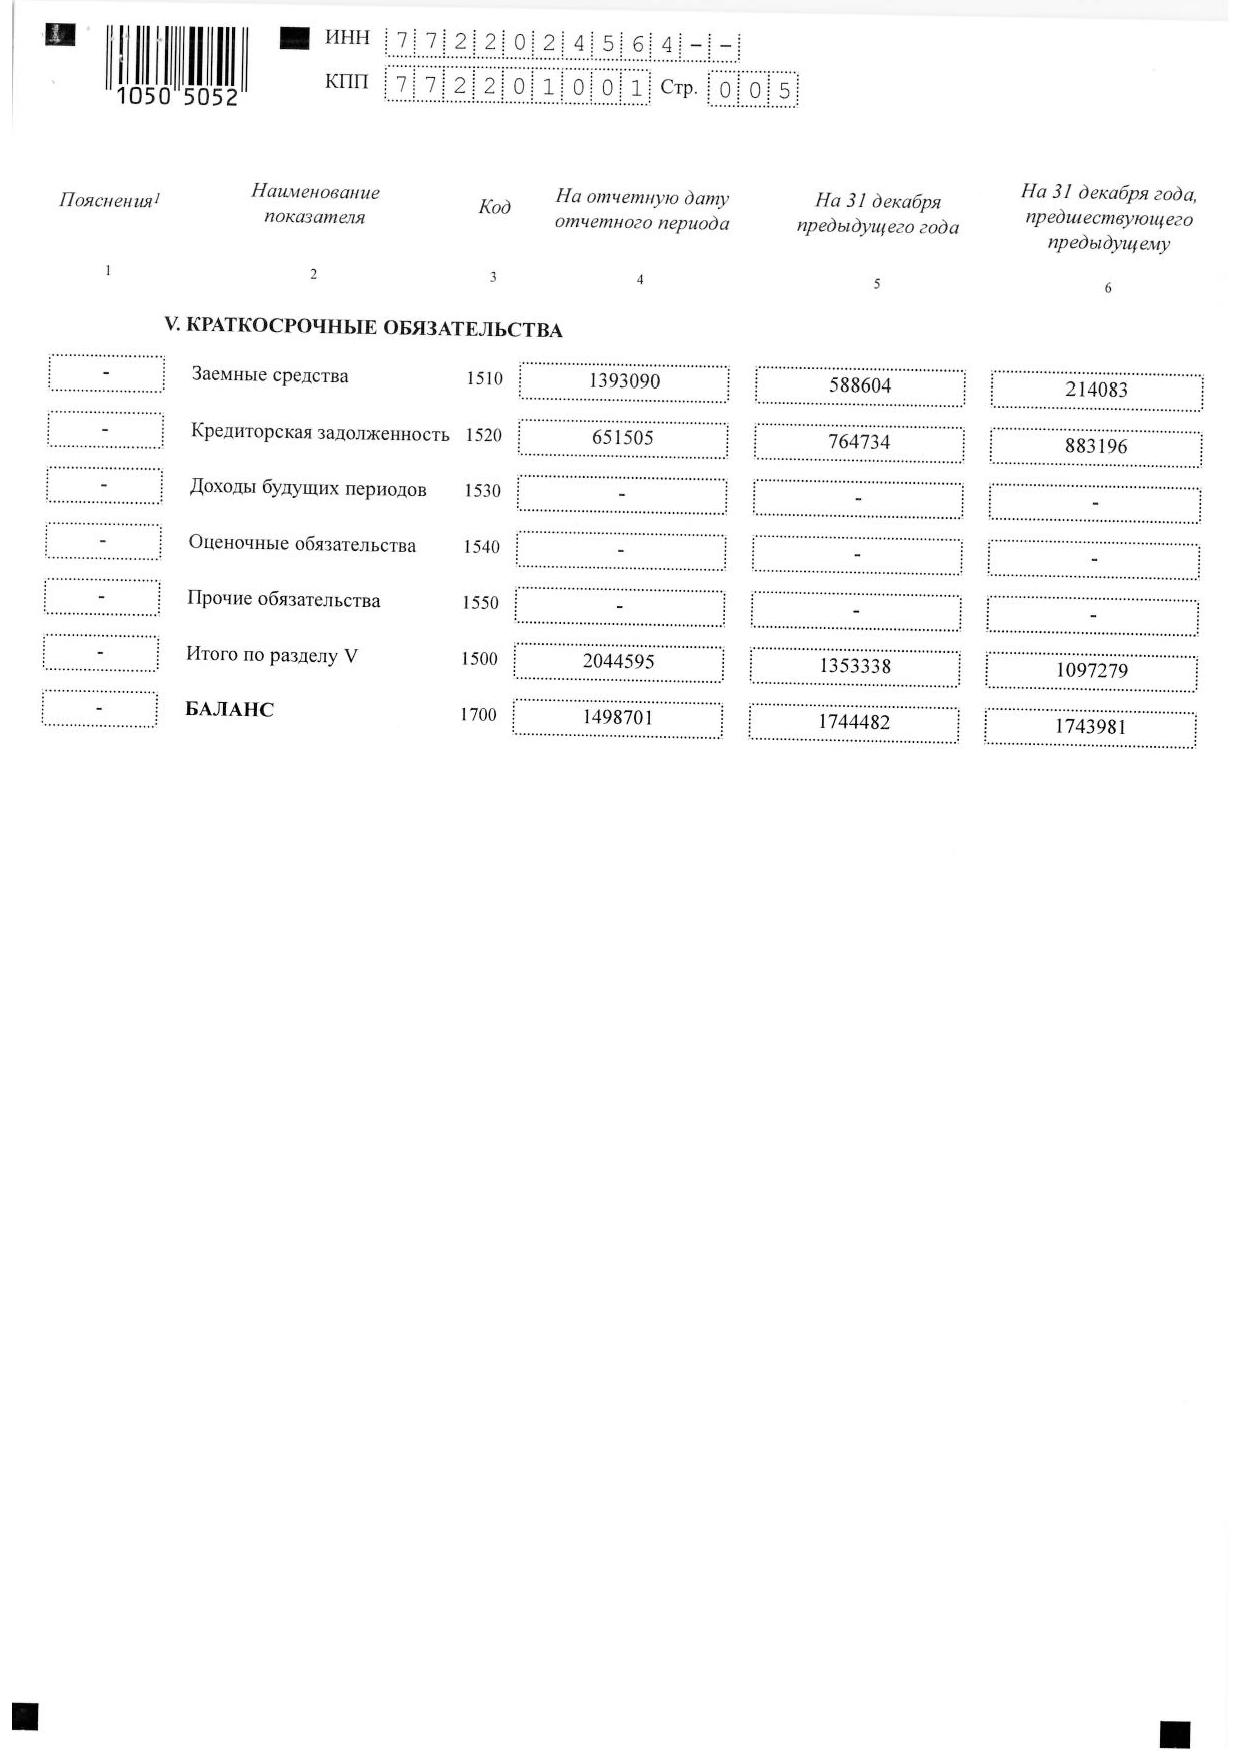 1050 5052
ИНН 7722024564--
КПП 772201001 Стр. 005
Пояснения1 Наименование показателя Код На отчетную дату отчетного периода На 31 декабря предыдущего года На 31 декабря года, предшествующего предыдущему
1 2 3 4 5 6
V. КРАТКОСРОЧНЫЕ ОБЯЗАТЕЛЬСТВА
- Заемные средства 1510 1393090 588604 214083
- Кредиторская задолженность 1520 651505 764734 883196
- Доходы будущих периодов 1530 - - -
- Оценочные обязательства 1540 - - -
- Прочие обязательства 1550 - - -
- Итого по разделу V 1500 2044595 1353338 1097279
- БАЛАНС 1700 1498701 1744482 1743981